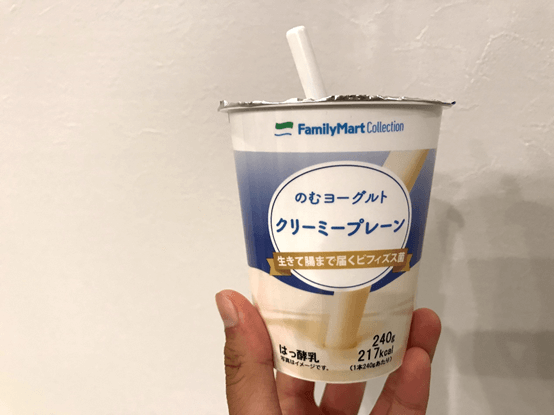 FamilyMart Collection
のむヨーグルト
クリーミープレーン
生きて腸まで届くビフィズス菌
はっ酵乳
写真はイメージです。
240g
217kcal
(1本240gあたり)